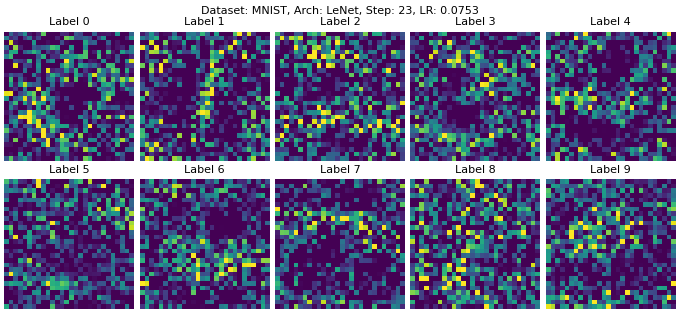 Dataset: MNIST, Arch: LeNet, Step: 23, LR: 0.0753
Label 0 Label 1 Label 2 Label 3 Label 4
Label 5 Label 6 Label 7 Label 8 Label 9